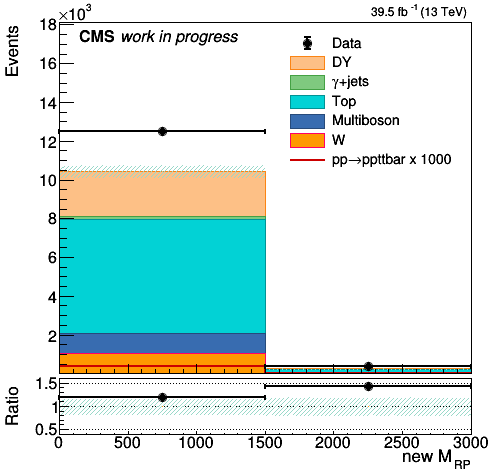 39.5 fb⁻¹ (13 TeV)
×10³
CMS work in progress
Events
18
16
14
12
10
8
6
4
2
Data
DY
γ+jets
Top
Multiboson
W
pp→ppttbar x 1000
Ratio
1.5
1
0.5
0 500 1000 1500 2000 2500 3000
new M_RP